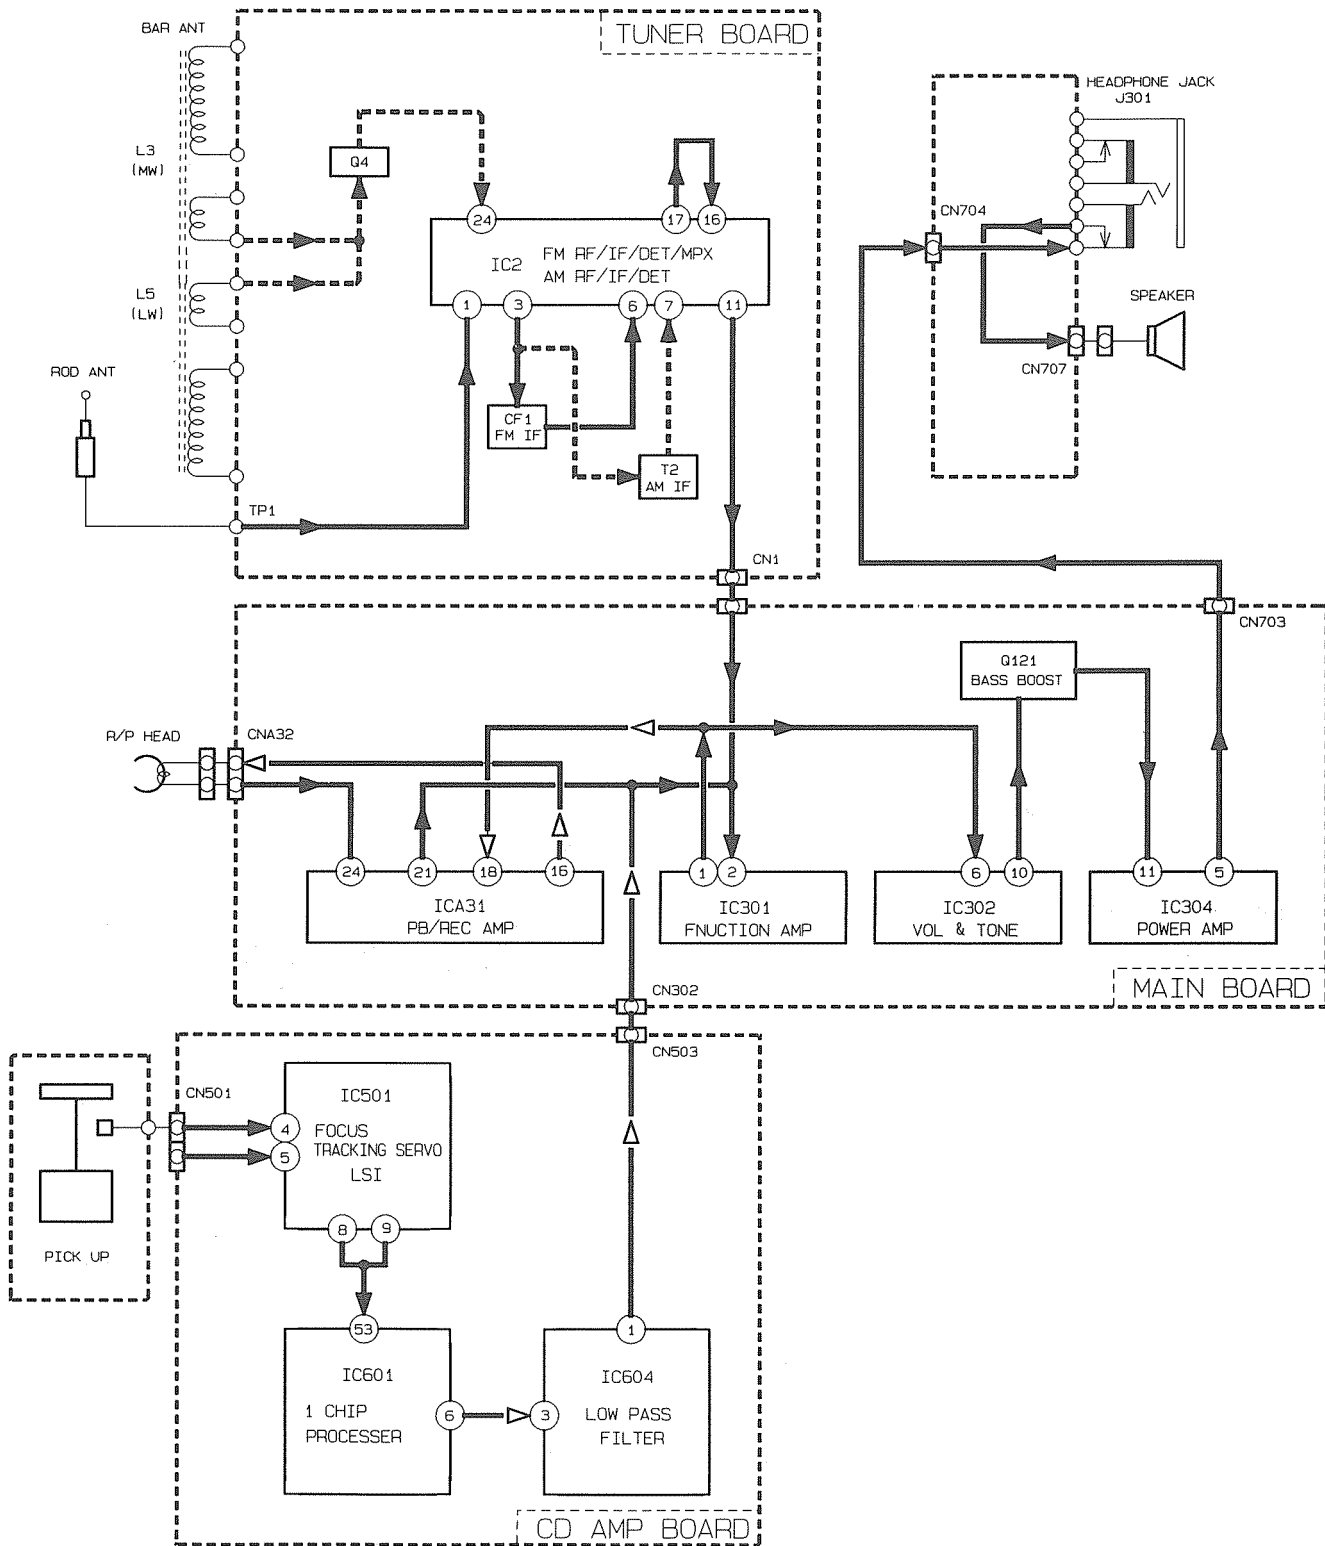 BAR ANT
TUNER BOARD
HEADPHONE JACK
J301
L3
(MW)
Q4
24
17
16
CN704
IC2
FM RF/IF/DET/MPX
AM RF/IF/DET
L5
(LW)
1
3
6
7
11
SPEAKER
ROD ANT
CN707
CF1
FM IF
T2
AM IF
TP1
CN1
CN703
Q121
BASS BOOST
R/P HEAD
CNA32
24
21
18
16
1
2
6
10
11
5
ICA31
PB/REC AMP
IC301
FNUCTION AMP
IC302
VOL & TONE
IC304
POWER AMP
CN302
MAIN BOARD
CN503
CN501
IC501
4
FOCUS
TRACKING SERVO
5
LSI
8
9
PICK UP
53
1
IC601
IC604
1 CHIP
PROCESSER
6
3
LOW PASS
FILTER
CD AMP BOARD